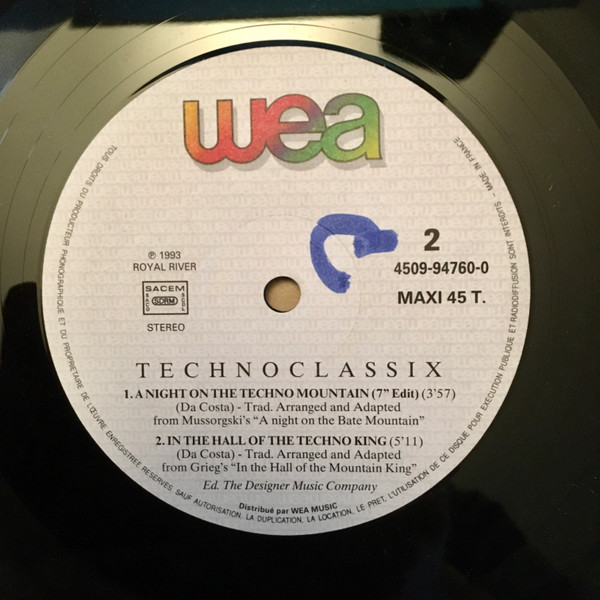 wea
℗ 1993
ROYAL RIVER
SACEM
SDRM
STEREO
2
4509-94760-0
MAXI 45 T.
TECHNOCLASSIX
1. A NIGHT ON THE TECHNO MOUNTAIN (7" Edit) (3'57)
(Da Costa) - Trad. Arranged and Adapted
from Mussorgski's "A night on the Bate Mountain"
2. IN THE HALL OF THE TECHNO KING (5'11)
(Da Costa) - Trad. Arranged and Adapted
from Grieg's "In the Hall of the Mountain King"
Ed. The Designer Music Company
Distribué par WEA MUSIC
TOUS DROITS DU PRODUCTEUR PHONOGRAPHIQUE ET DU PROPRIETAIRE DE L'ŒUVRE ENREGISTREE RESERVES. SAUF AUTORISATION, LA DUPLICATION, LA LOCATION, LE PRET, L'UTILISATION DE CE DISQUE POUR EXECUTION PUBLIQUE ET RADIODIFFUSION SONT INTERDITS - MADE IN FRANCE